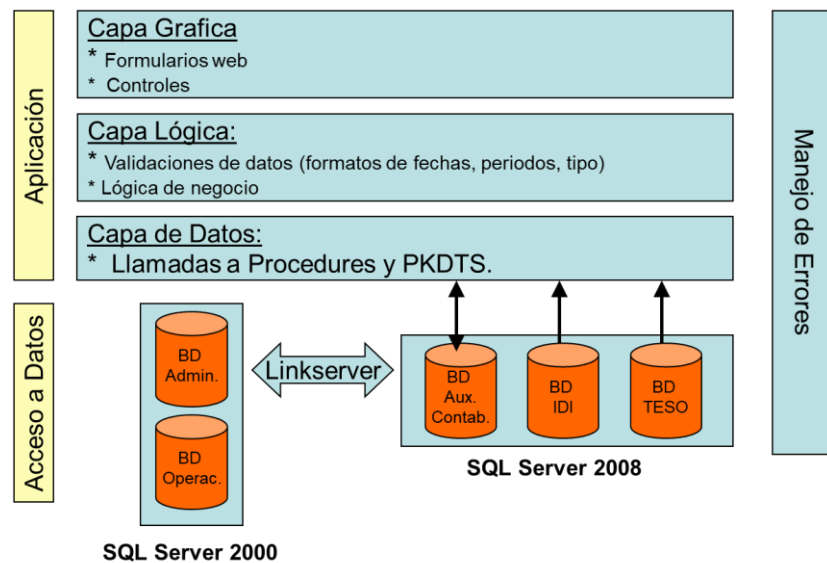 Aplicación
Capa Grafica
* Formularios web
* Controles
Capa Lógica:
* Validaciones de datos (formatos de fechas, periodos, tipo)
* Lógica de negocio
Capa de Datos:
* Llamadas a Procedures y PKDTS.
Manejo de Errores
Acceso a Datos
BD
Admin.
BD
Operac.
SQL Server 2000
Linkserver
BD
Aux.
Contab.
BD
IDI
BD
TESO
SQL Server 2008